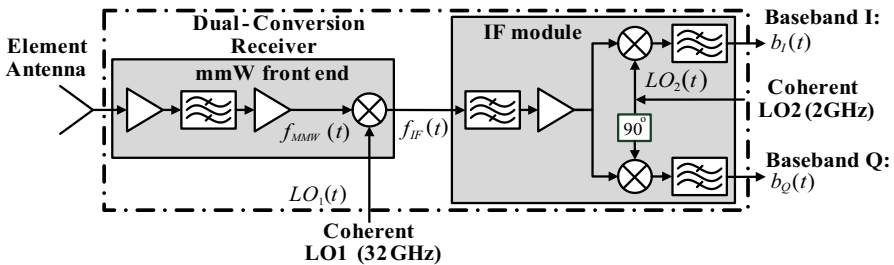 Dual-Conversion
Receiver
Element
Antenna
mmW front end
f_MMW (t)
LO_1(t)
Coherent
LO1 (32 GHz)
f_IF (t)
IF module
LO_2(t)
90°
Baseband I:
b_I(t)
Coherent
LO2 (2GHz)
Baseband Q:
b_Q(t)